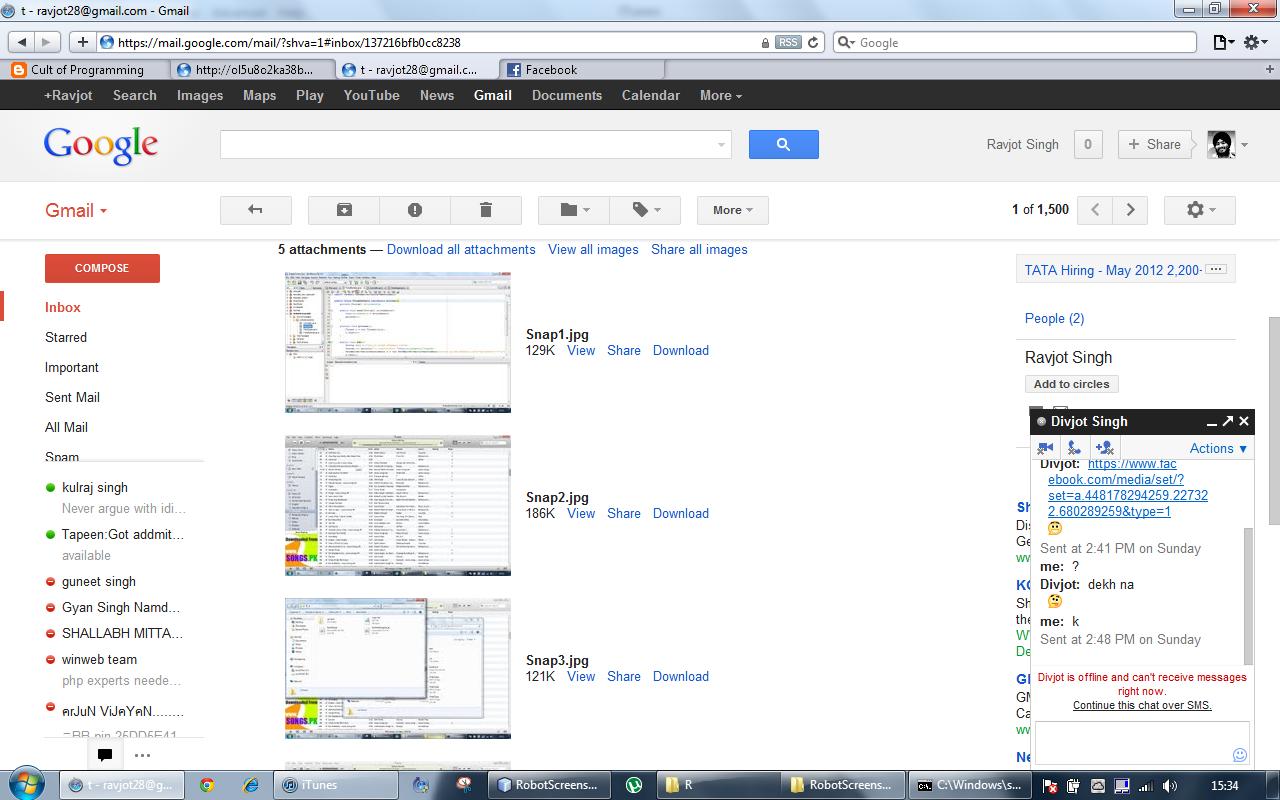 t - ravjot28@gmail.com - Gmail
https://mail.google.com/mail/?shva=1#inbox/137216bfb0cc8238
RSS
Google
Cult of Programming
http://ol5u8o2ka38b...
t - ravjot28@gmail.c...
Facebook
+Ravjot Search Images Maps Play YouTube News Gmail Documents Calendar More
Google
Ravjot Singh
0
+ Share
Gmail
More
1 of 1,500
COMPOSE
Inbox
Starred
Important
Sent Mail
All Mail
Spam
kulraj singh
Never argue with idi...
Tapeen Got addmit...
available
guneet singh
Gyan Singh Namd...
SHALLABH MITTA...
winweb team
php experts neede...
คrJuN ViJคYคN.........
5 attachments — Download all attachments View all images Share all images
Snap1.jpg
129K View Share Download
Snap2.jpg
186K View Share Download
Snap3.jpg
121K View Share Download
SONGS.PK
TATA Hiring - May 2012 2,200-
People (2)
Ravjot Singh
Add to circles
Divjot Singh
Actions
Divjot: https://www.fac
ebook.com/media/set/?
set=a.448178294259.22732
2.680289259&type=1
Sent at 2:41 PM on Sunday
me: ?
Divjot: dekh na
me: k
Sent at 2:48 PM on Sunday
Divjot is offline and can't receive messages
right now.
Continue this chat over SMS.
t - ravjot28@g...
iTunes
RobotScreens...
R
RobotScreens...
C:\Windows\s...
15:34